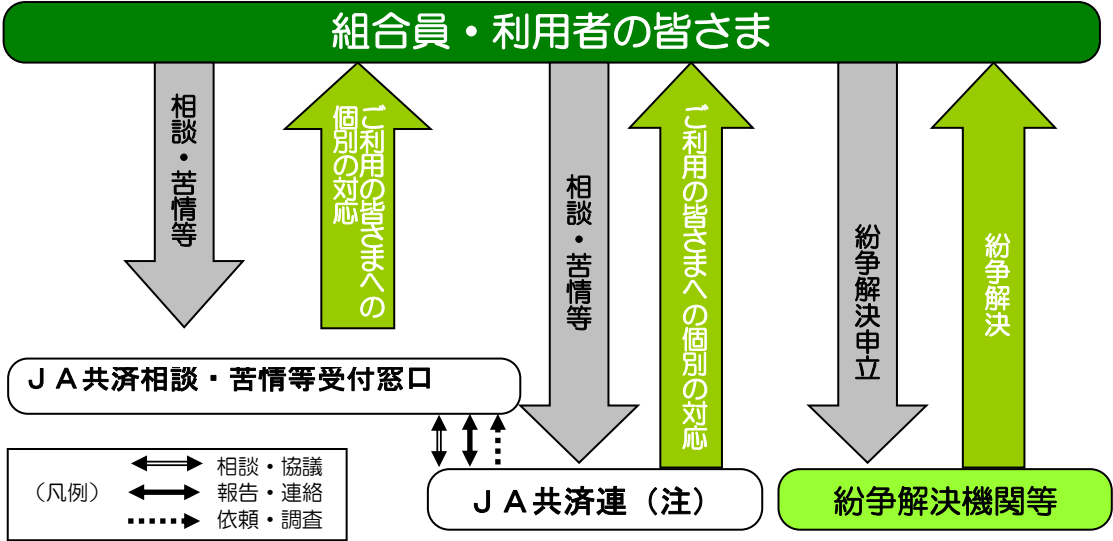 組合員・利用者の皆さま
相談・苦情等
ご利用の皆さまへの
個別の対応
相談・苦情等
ご利用の皆さまへの個別の対応
紛争解決申立
紛争解決
ＪＡ共済相談・苦情等受付窓口
（凡例）
相談・協議
報告・連絡
依頼・調査
ＪＡ共済連（注）
紛争解決機関等